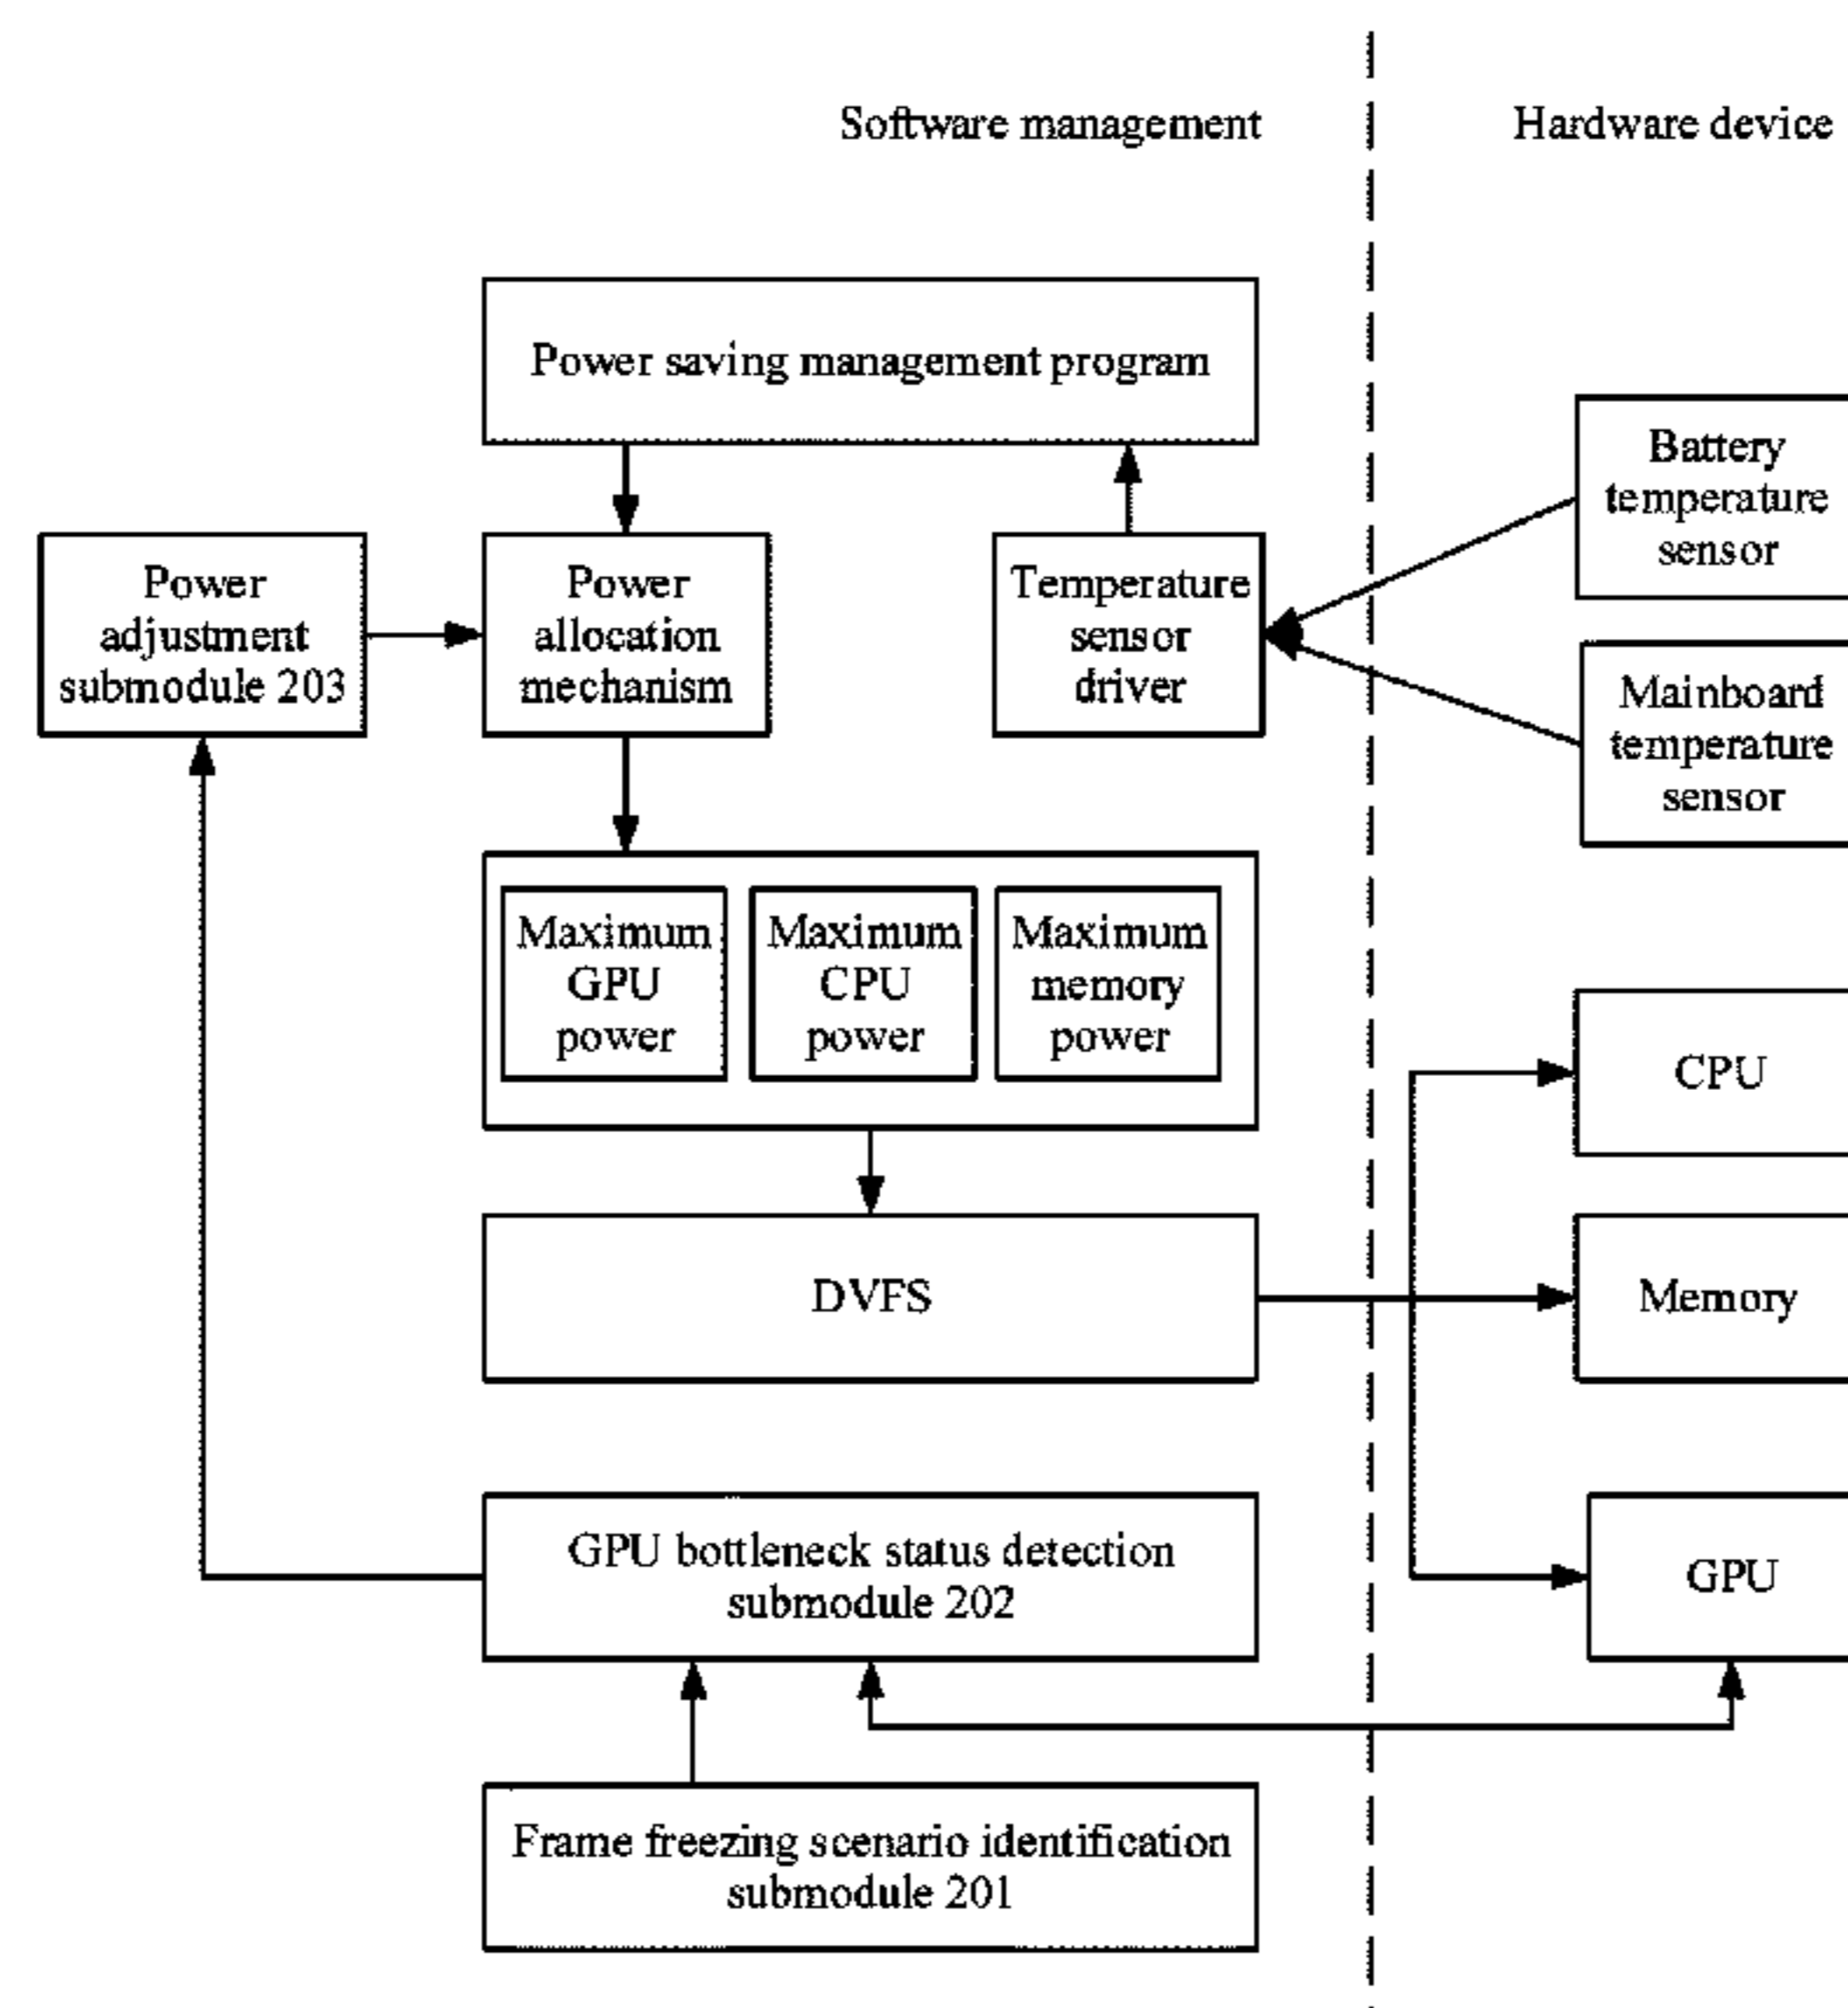 Software management
Hardware device
Power saving management program
Battery
temperature
sensor
Power
adjustment
submodule 203
Power
allocation
mechanism
Temperature
sensor
driver
Mainboard
temperature
sensor
Maximum
GPU
power
Maximum
CPU
power
Maximum
memory
power
CPU
DVFS
Memory
GPU bottleneck status detection
submodule 202
GPU
Frame freezing scenario identification
submodule 201